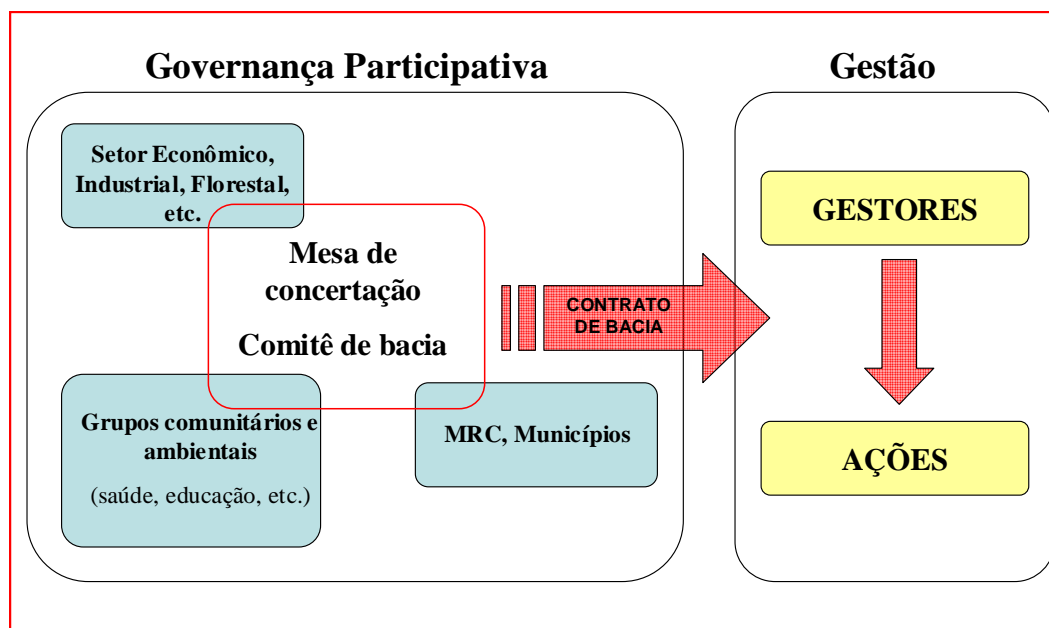 Governança Participativa
Gestão
Setor Econômico,
Industrial, Florestal,
etc.
Mesa de
concertação
Comitê de bacia
Grupos comunitários e
ambientais
(saúde, educação, etc.)
MRC, Municípios
CONTRATO
DE BACIA
GESTORES
AÇÕES